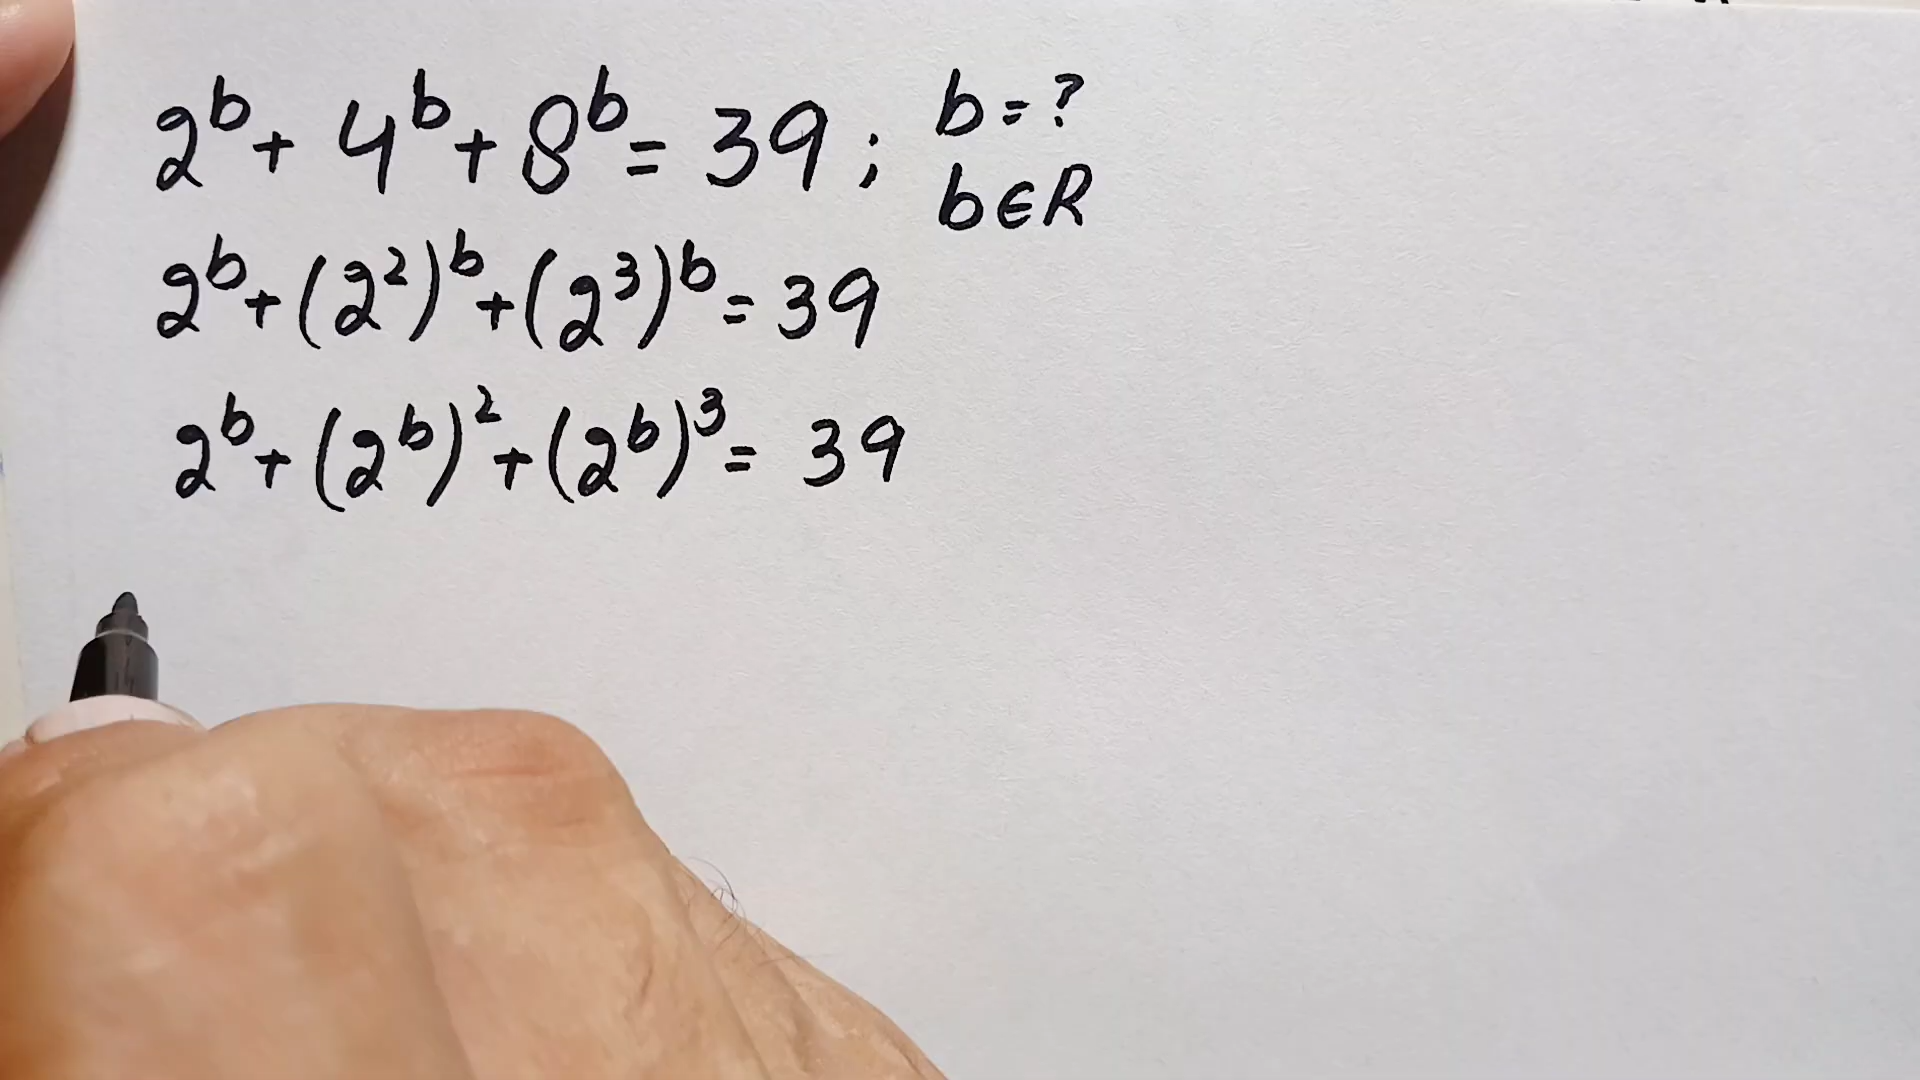 2^b + 4^b + 8^b = 39 ; b = ?
b ∈ R
2^b + (2^2)^b + (2^3)^b = 39
2^b + (2^b)^2 + (2^b)^3 = 39